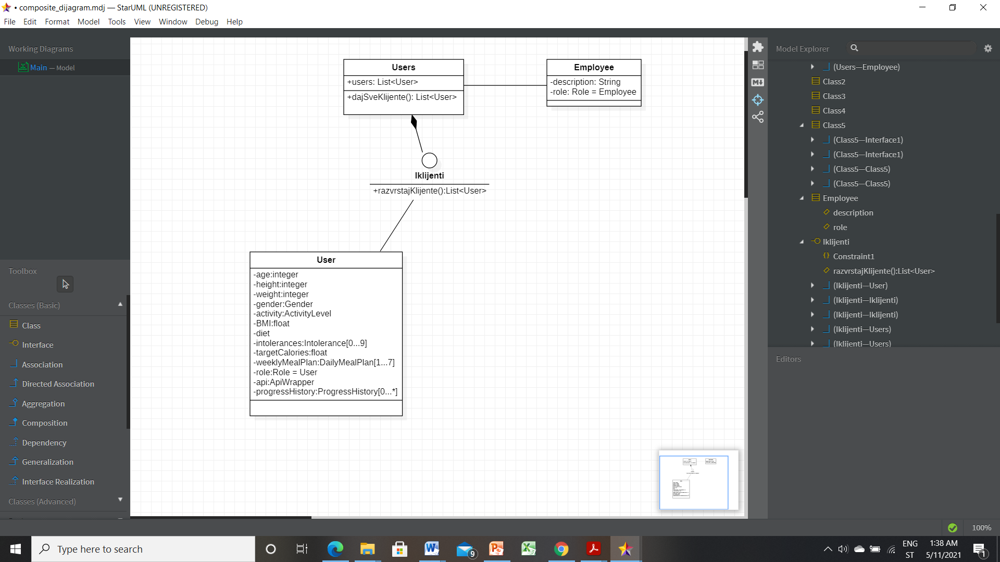 • composite_dijagram.mdj — StarUML (UNREGISTERED)
File Edit Format Model Tools View Window Debug Help
Working Diagrams
Main — Model
Toolbox
Classes (Basic)
Class
Interface
Association
Directed Association
Aggregation
Composition
Dependency
Generalization
Interface Realization
Classes (Advanced)
Users
+users: List<User>
+dajSveKlijente(): List<User>
Employee
-description: String
-role: Role = Employee
Iklijenti
+razvrstajKlijente():List<User>
User
-age:integer
-height:integer
-weight:integer
-gender:Gender
-activity:ActivityLevel
-BMI:float
-diet
-intolerances:Intolerance[0...9]
-targetCalories:float
-weeklyMealPlan:DailyMealPlan[1...7]
-role:Role = User
-api:ApiWrapper
-progressHistory:ProgressHistory[0...*]
M
Model Explorer
(Users—Employee)
Class2
Class3
Class4
Class5
(Class5—Interface1)
(Class5—Interface1)
(Class5—Class5)
(Class5—Class5)
Employee
description
role
Iklijenti
Constraint1
razvrstajKlijente():List<User>
(Iklijenti—User)
(Iklijenti—Iklijenti)
(Iklijenti—Iklijenti)
(Iklijenti—Users)
(Iklijenti—Users)
Editors
100%
Type here to search
9
ENG
ST
1:38 AM
5/11/2021
1